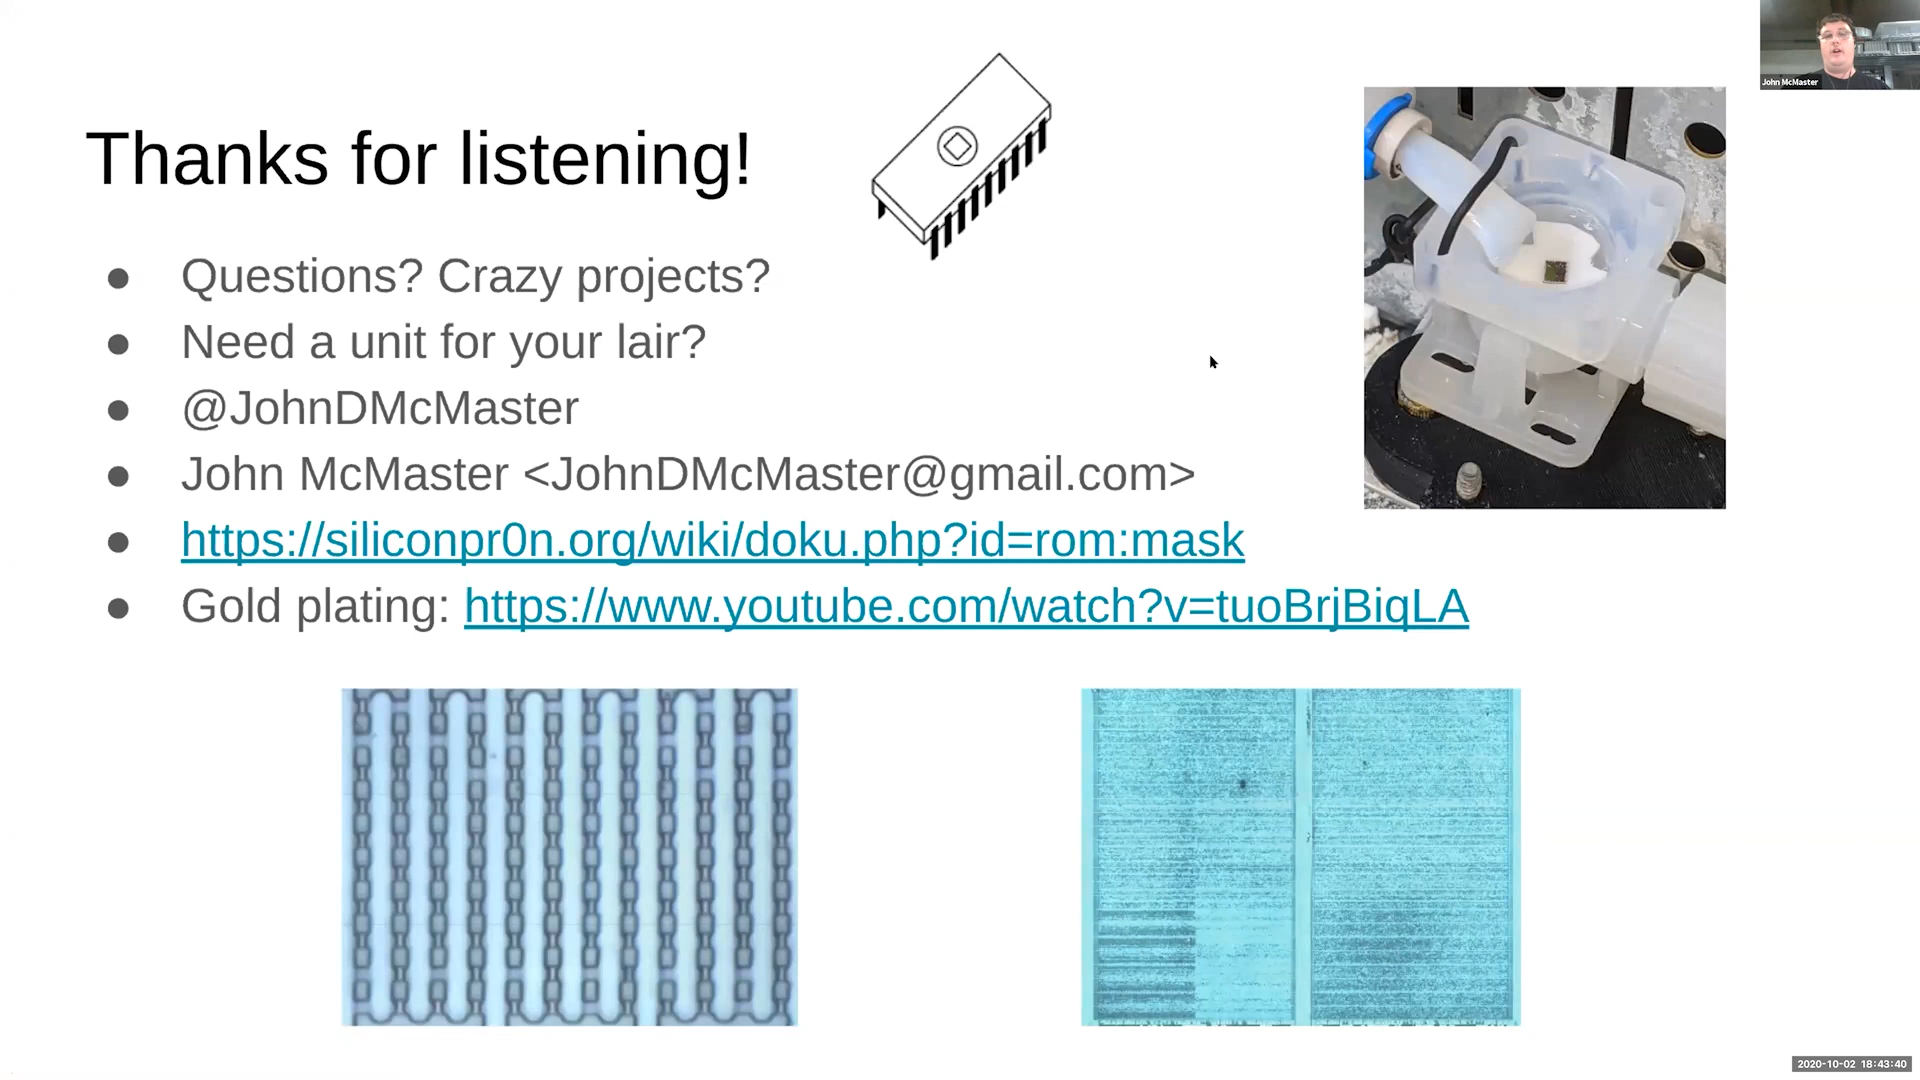 John McMaster
Thanks for listening!
Questions? Crazy projects?
Need a unit for your lair?
@JohnDMcMaster
John McMaster <JohnDMcMaster@gmail.com>
https://siliconpr0n.org/wiki/doku.php?id=rom:mask
Gold plating: https://www.youtube.com/watch?v=tuoBrjBiqLA
2020-10-02 18:43:40